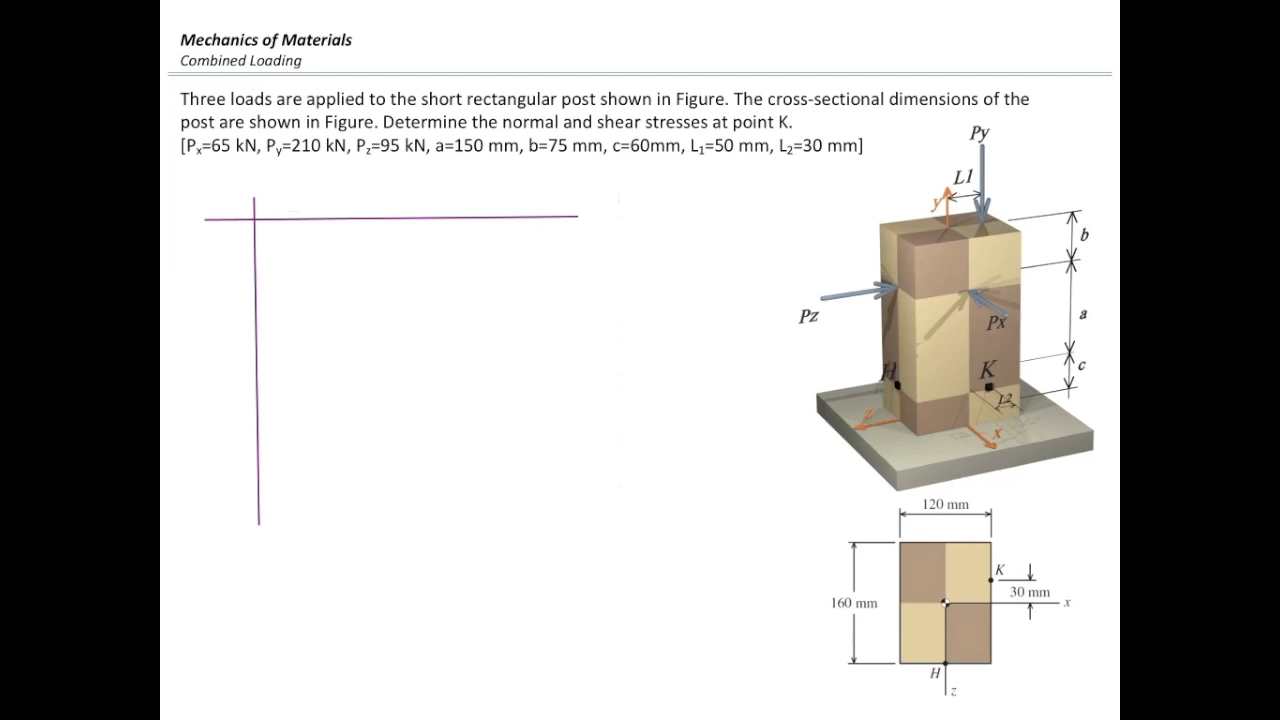 Mechanics of Materials
Combined Loading
Three loads are applied to the short rectangular post shown in Figure. The cross-sectional dimensions of the
post are shown in Figure. Determine the normal and shear stresses at point K.
[Pₓ=65 kN, Pᵧ=210 kN, P_z=95 kN, a=150 mm, b=75 mm, c=60mm, L₁=50 mm, L₂=30 mm]
Py
L1
y
b
Pz
Px
a
H
K
c
L2
z
x
120 mm
K
160 mm
30 mm
x
H
z